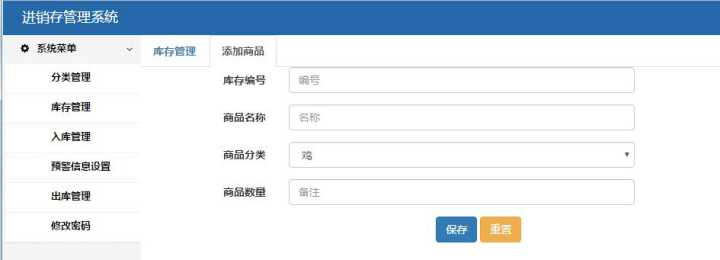 进销存管理系统
系统菜单
分类管理
库存管理
入库管理
预警信息设置
出库管理
修改密码
库存管理 添加商品
库存编号 编号
商品名称 名称
商品分类 鸡
商品数量 备注
保存 重置